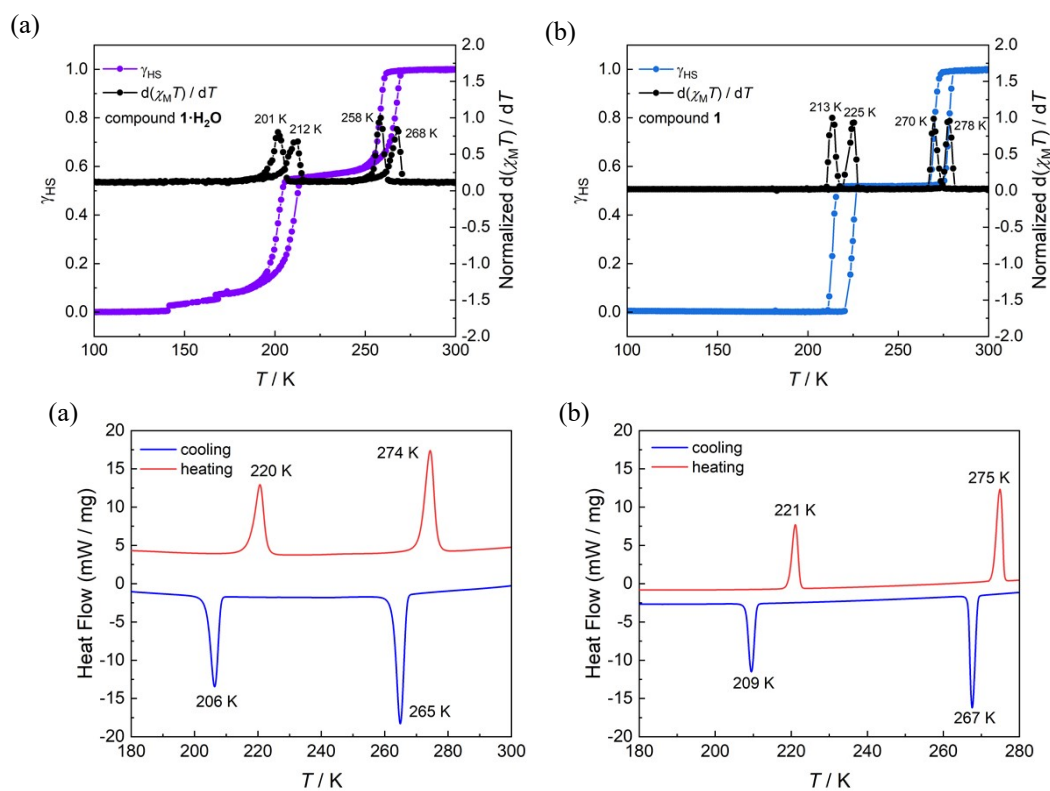 (a)
γHS
d(χMT) / dT
compound 1·H2O
201 K
212 K
258 K
268 K
1.0
0.8
0.6
0.4
0.2
0.0
γHS
2.0
1.5
1.0
0.5
0.0
-0.5
-1.0
-1.5
-2.0
Normalized d(χMT) / dT
100
150
200
250
300
T / K
(b)
γHS
d(χMT) / dT
compound 1
213 K
225 K
270 K
278 K
1.0
0.8
0.6
0.4
0.2
0.0
γHS
2.0
1.5
1.0
0.5
0.0
-0.5
-1.0
-1.5
-2.0
Normalized d(χMT) / dT
100
150
200
250
300
T / K
(a)
cooling
heating
220 K
274 K
206 K
265 K
20
15
10
5
0
-5
-10
-15
-20
Heat Flow (mW / mg)
180
200
220
240
260
280
300
T / K
(b)
cooling
heating
221 K
275 K
209 K
267 K
20
15
10
5
0
-5
-10
-15
-20
Heat Flow (mW / mg)
180
200
220
240
260
280
T / K